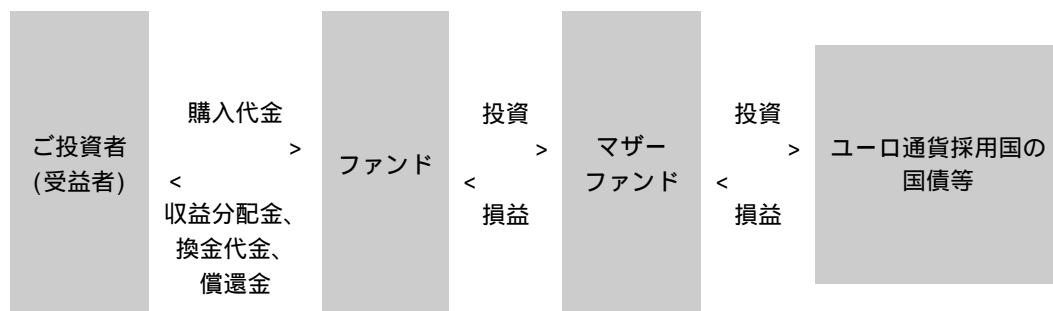 ご投資者
(受益者)
購入代金
>
<
収益分配金、
換金代金、
償還金
ファンド
投資
>
<
損益
マザー
ファンド
投資
>
<
損益
ユーロ通貨採用国の
国債等